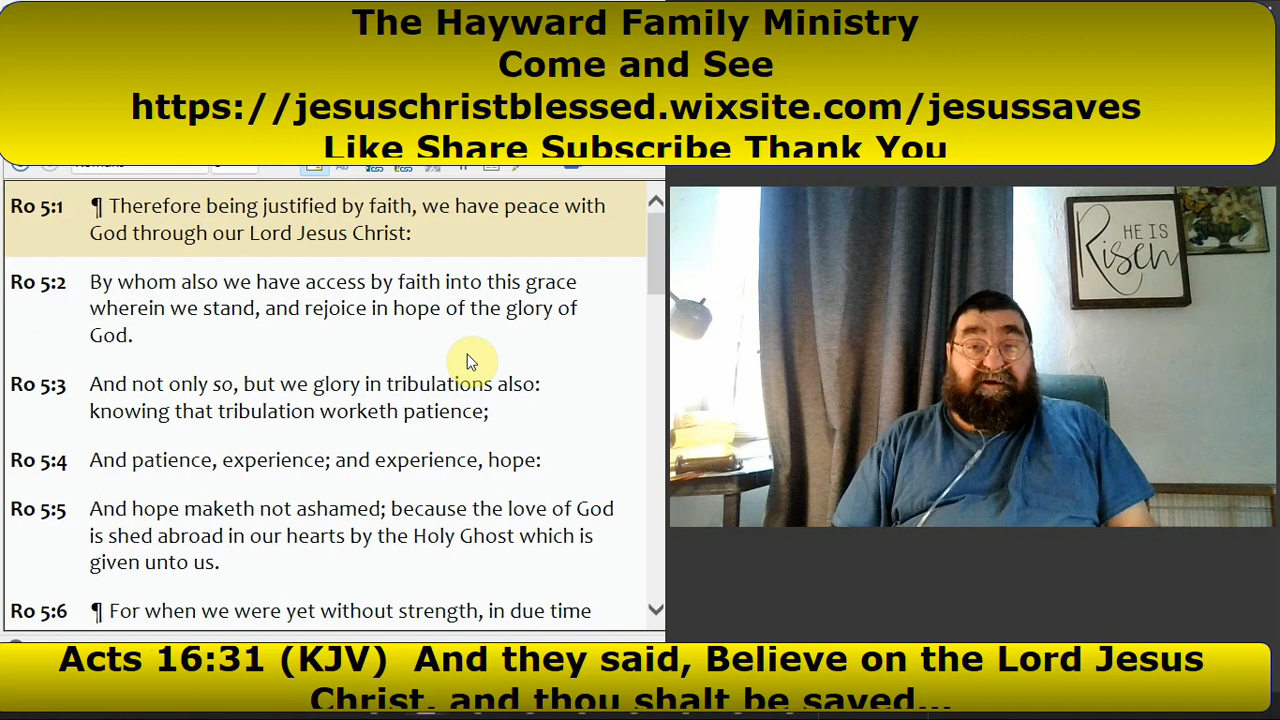 The Hayward Family Ministry
Come and See
https://jesuschristblessed.wixsite.com/jesussaves
Like Share Subscribe Thank You
Ro 5:1 ¶ Therefore being justified by faith, we have peace with
God through our Lord Jesus Christ:
Ro 5:2 By whom also we have access by faith into this grace
wherein we stand, and rejoice in hope of the glory of
God.
Ro 5:3 And not only so, but we glory in tribulations also:
knowing that tribulation worketh patience;
Ro 5:4 And patience, experience; and experience, hope:
Ro 5:5 And hope maketh not ashamed; because the love of God
is shed abroad in our hearts by the Holy Ghost which is
given unto us.
Ro 5:6 ¶ For when we were yet without strength, in due time
HE IS
Risen
Acts 16:31 (KJV) And they said, Believe on the Lord Jesus
Christ, and thou shalt be saved...